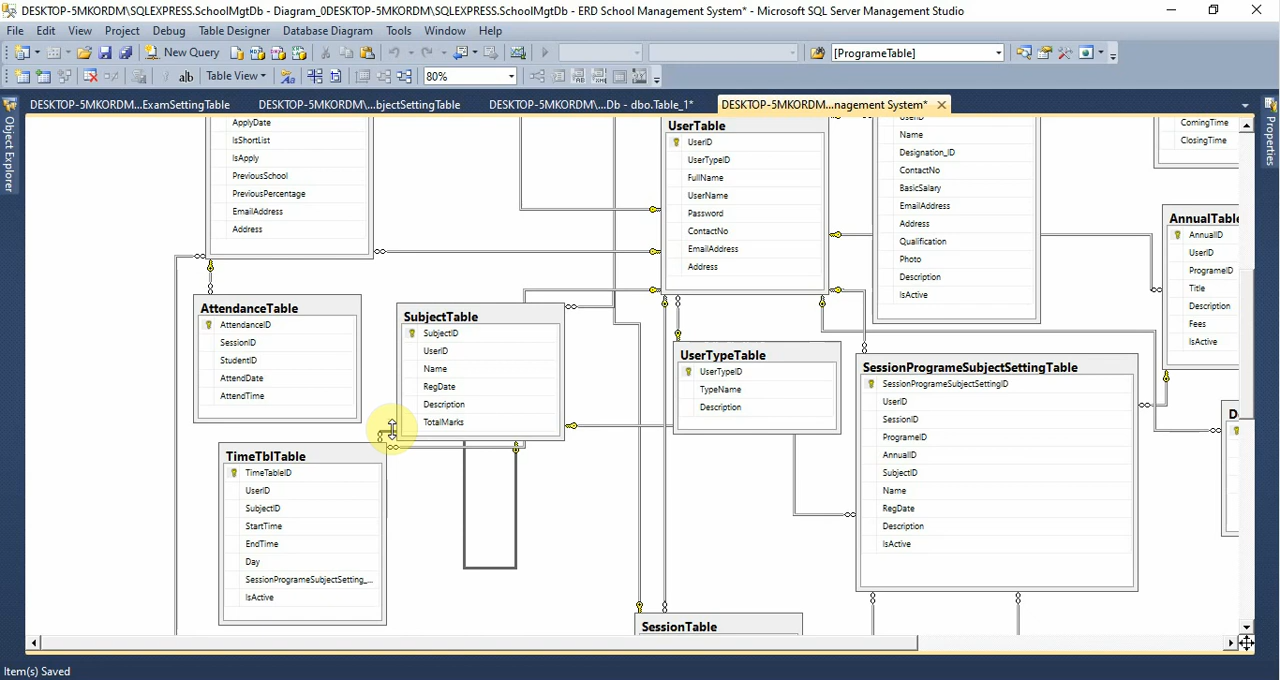 DESKTOP-5MKORDM\SQLEXPRESS.SchoolMgtDb - Diagram_0DESKTOP-5MKORDM\SQLEXPRESS.SchoolMgtDb - ERD School Management System* - Microsoft SQL Server Management Studio
File Edit View Project Debug Table Designer Database Diagram Tools Window Help
New Query
[ProgrameTable]
Table View
80%
DESKTOP-5MKORDM...ExamSettingTable
DESKTOP-5MKORDM\...bjectSettingTable
DESKTOP-5MKORDM\...Db - dbo.Table_1*
DESKTOP-5MKORDM...nagement System*
Object Explorer
Properties
ApplyDate
IsShortList
IsApply
PreviousSchool
PreviousPercentage
EmailAddress
Address
UserTable
UserID
UserTypeID
FullName
UserName
Password
ContactNo
EmailAddress
Address
UserID
Name
Designation_ID
ContactNo
BasicSalary
EmailAddress
Address
Qualification
Photo
Description
IsActive
ComingTime
ClosingTime
AnnualTable
AnnualID
UserID
ProgrameID
Title
Description
Fees
IsActive
AttendanceTable
AttendanceID
SessionID
StudentID
AttendDate
AttendTime
SubjectTable
SubjectID
UserID
Name
RegDate
Description
TotalMarks
UserTypeTable
UserTypeID
TypeName
Description
SessionProgrameSubjectSettingTable
SessionProgrameSubjectSettingID
UserID
SessionID
ProgrameID
AnnualID
SubjectID
Name
RegDate
Description
IsActive
TimeTblTable
TimeTableID
UserID
SubjectID
StartTime
EndTime
Day
SessionProgrameSubjectSetting_...
IsActive
SessionTable
Item(s) Saved